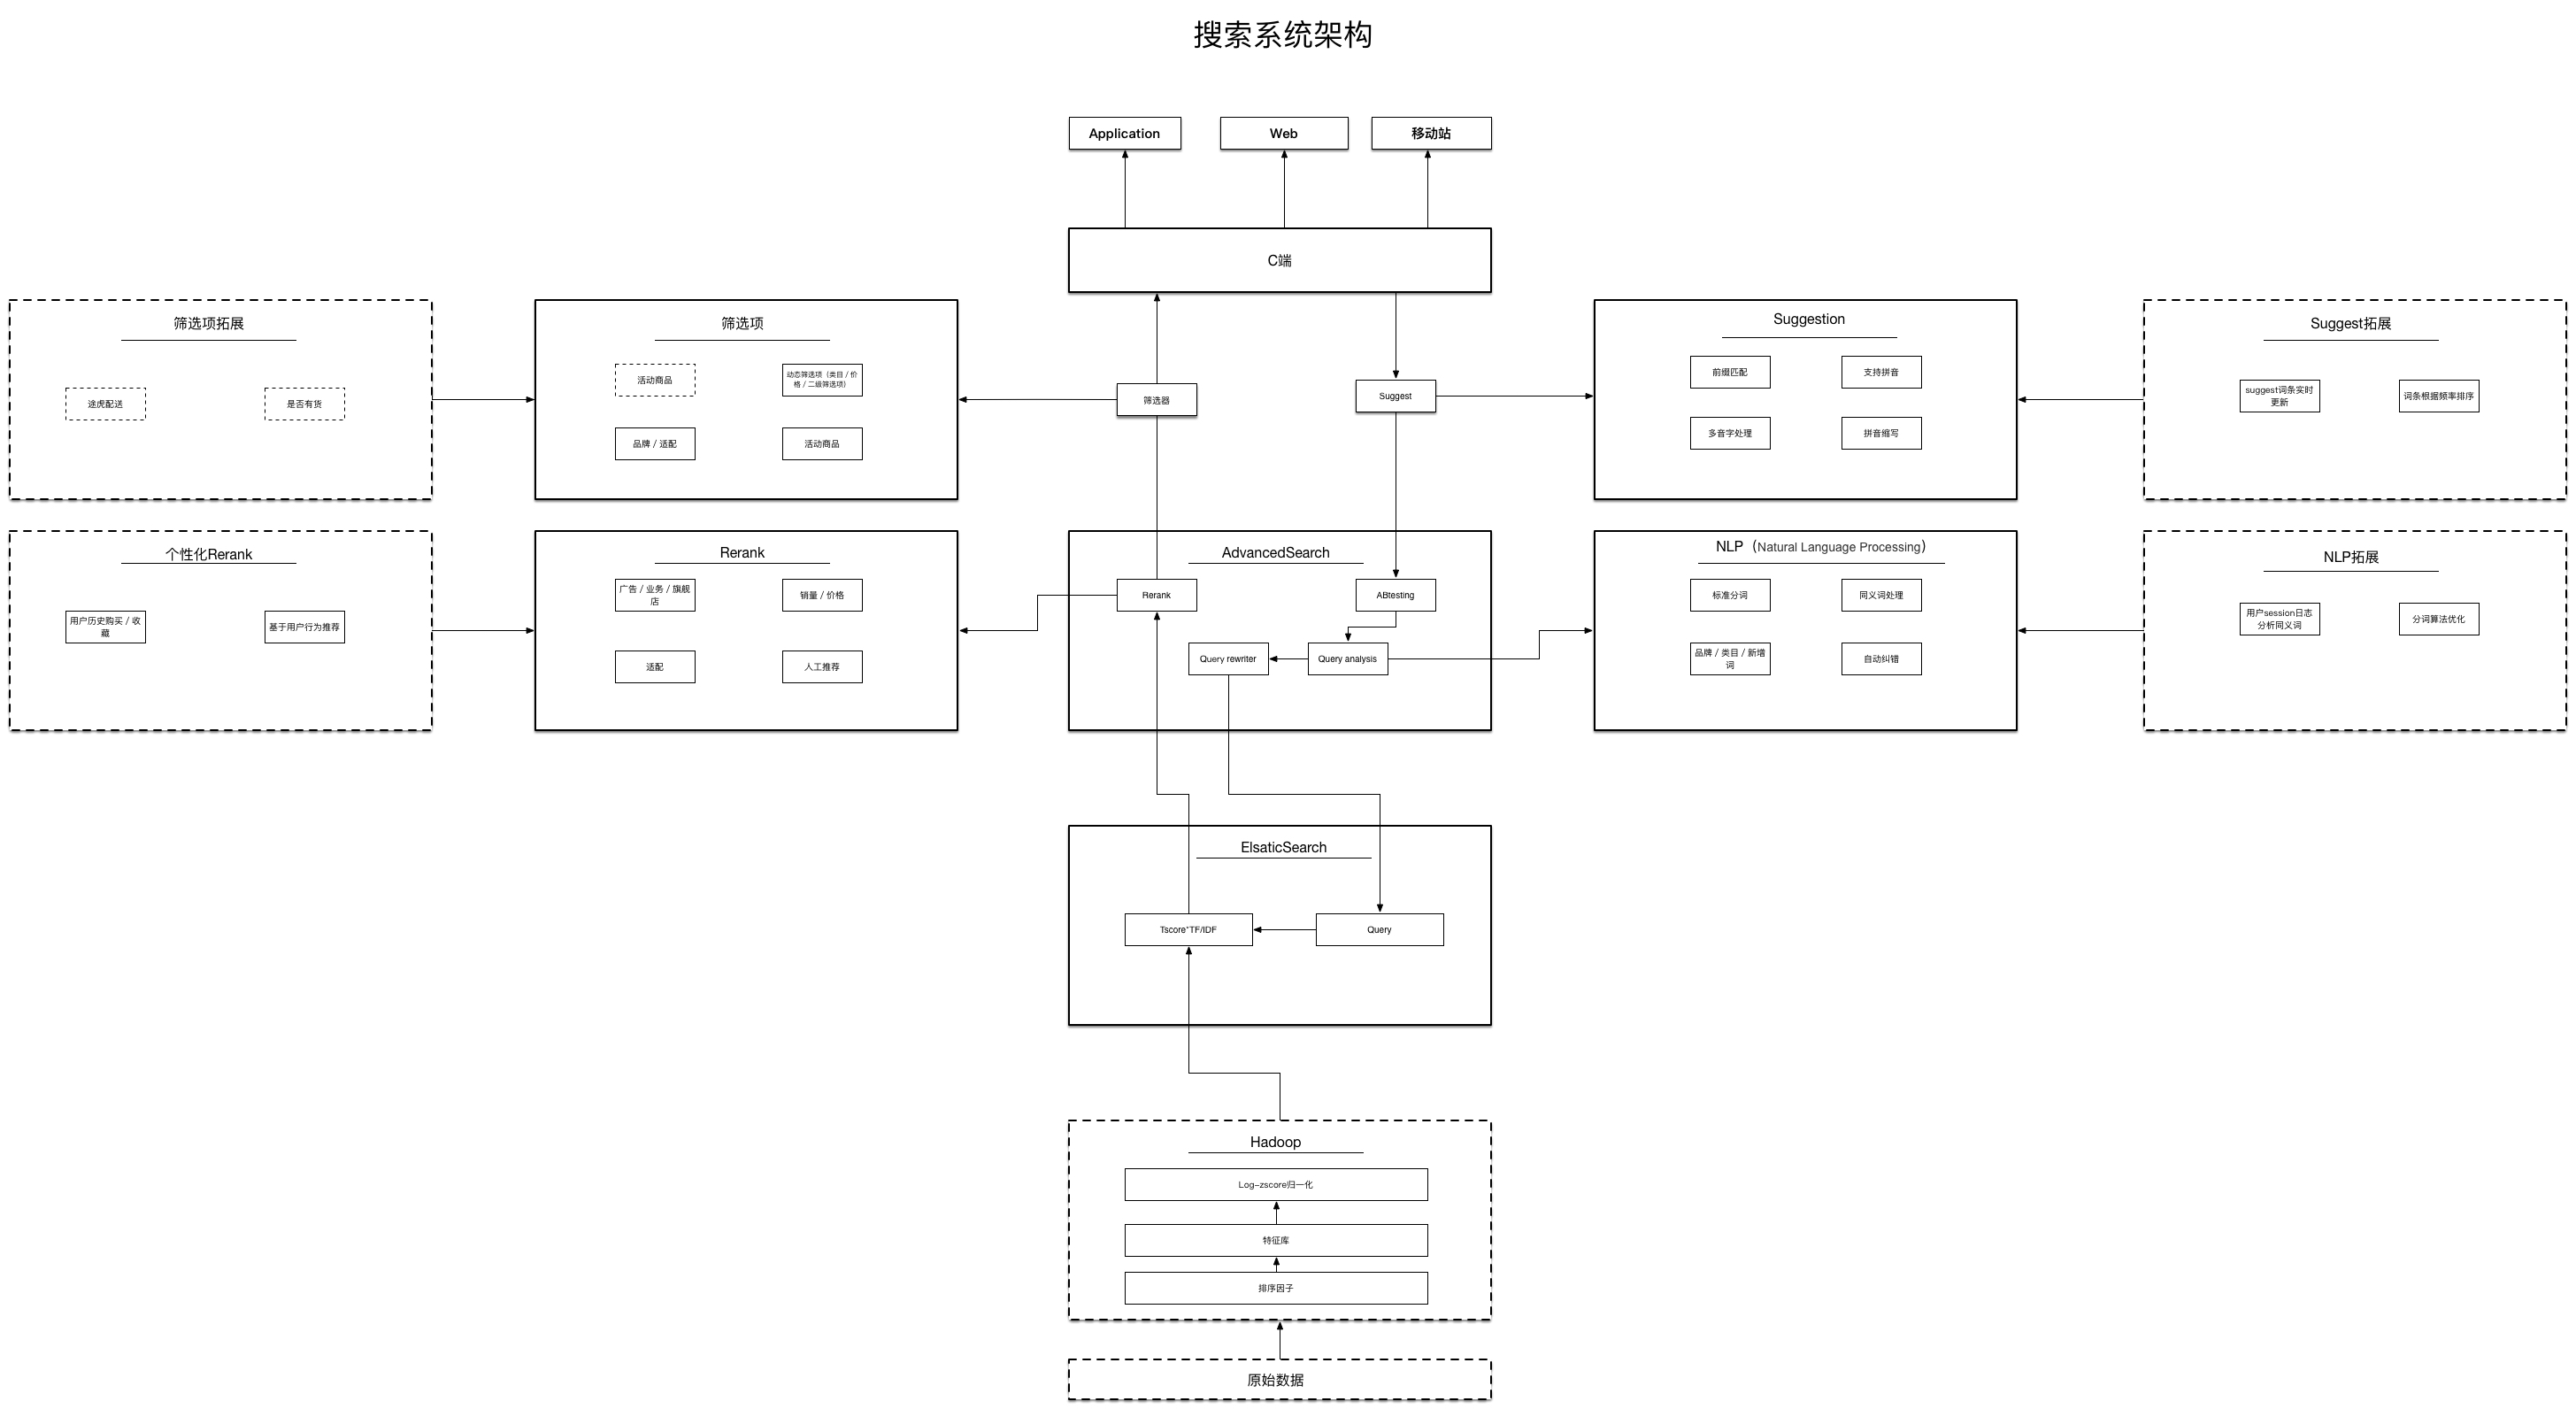 搜索系统架构
Application
Web
移动站
C端
筛选项拓展
途虎配送
是否有货
筛选项
活动商品
动态筛选项（类目 / 价
格 / 二级筛选项）
品牌 / 适配
活动商品
筛选器
Suggest
Suggestion
前缀匹配
支持拼音
多音字处理
拼音缩写
Suggest拓展
suggest词条实时
更新
词条根据频率排序
个性化Rerank
用户历史购买 / 收
藏
基于用户行为推荐
Rerank
广告 / 业务 / 旗舰
店
销量 / 价格
适配
人工推荐
AdvancedSearch
Rerank
ABtesting
Query rewriter
Query analysis
NLP（Natural Language Processing）
标准分词
同义词处理
品牌 / 类目 / 新增
词
自动纠错
NLP拓展
用户session日志
分析同义词
分词算法优化
ElsaticSearch
Tscore*TF/IDF
Query
Hadoop
Log-zscore归一化
特征库
排序因子
原始数据